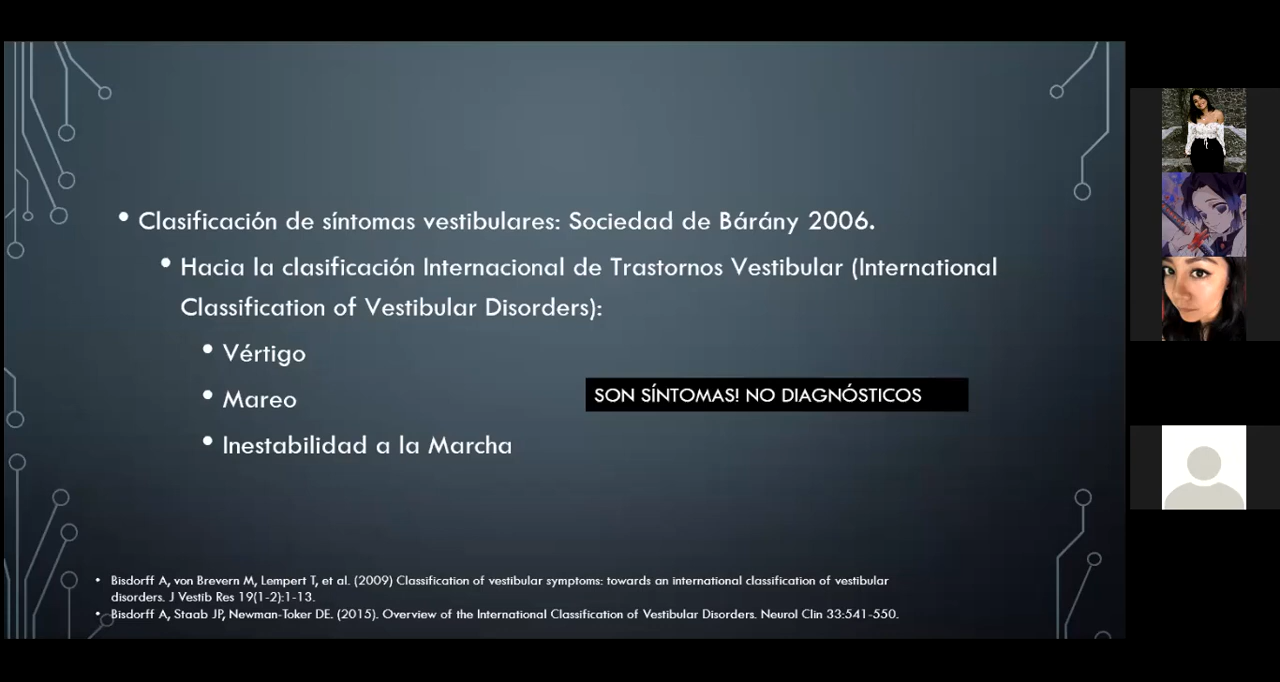 • Clasificación de síntomas vestibulares: Sociedad de Bárány 2006.
• Hacia la clasificación Internacional de Trastornos Vestibular (International
Classification of Vestibular Disorders):
• Vértigo
• Mareo
SON SÍNTOMAS! NO DIAGNÓSTICOS
• Inestabilidad a la Marcha
• Bisdorff A, von Brevern M, Lempert T, et al. (2009) Classification of vestibular symptoms: towards an international classification of vestibular
disorders. J Vestib Res 19(1-2):1-13.
• Bisdorff A, Staab JP, Newman-Toker DE. (2015). Overview of the International Classification of Vestibular Disorders. Neurol Clin 33:541-550.